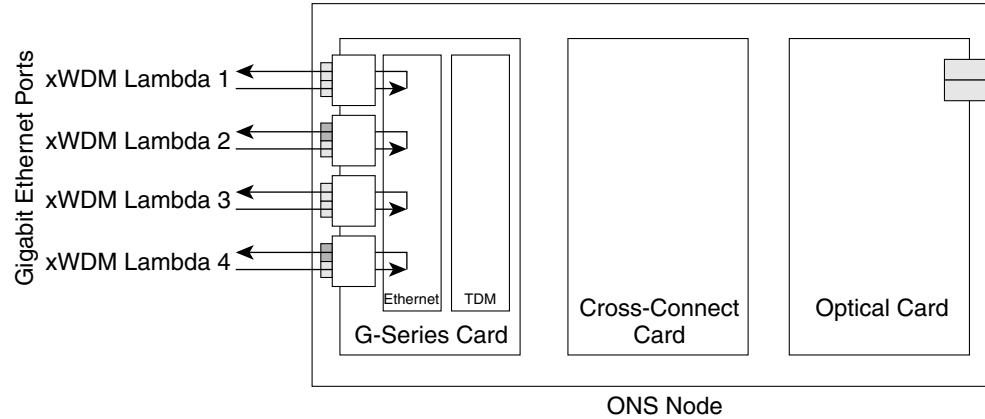 Gigabit Ethernet Ports
xWDM Lambda 1
xWDM Lambda 2
xWDM Lambda 3
xWDM Lambda 4
Ethernet
TDM
G-Series Card
Cross-Connect
Card
Optical Card
ONS Node